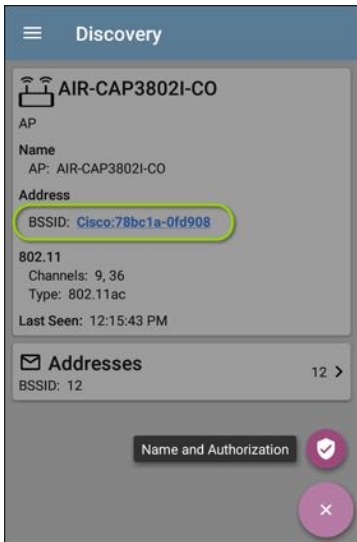 Discovery
AIR-CAP3802I-CO
AP
Name
AP: AIR-CAP3802I-CO
Address
BSSID: Cisco:78bc1a-0fd908
802.11
Channels: 9, 36
Type: 802.11ac
Last Seen: 12:15:43 PM
Addresses
12
BSSID: 12
Name and Authorization